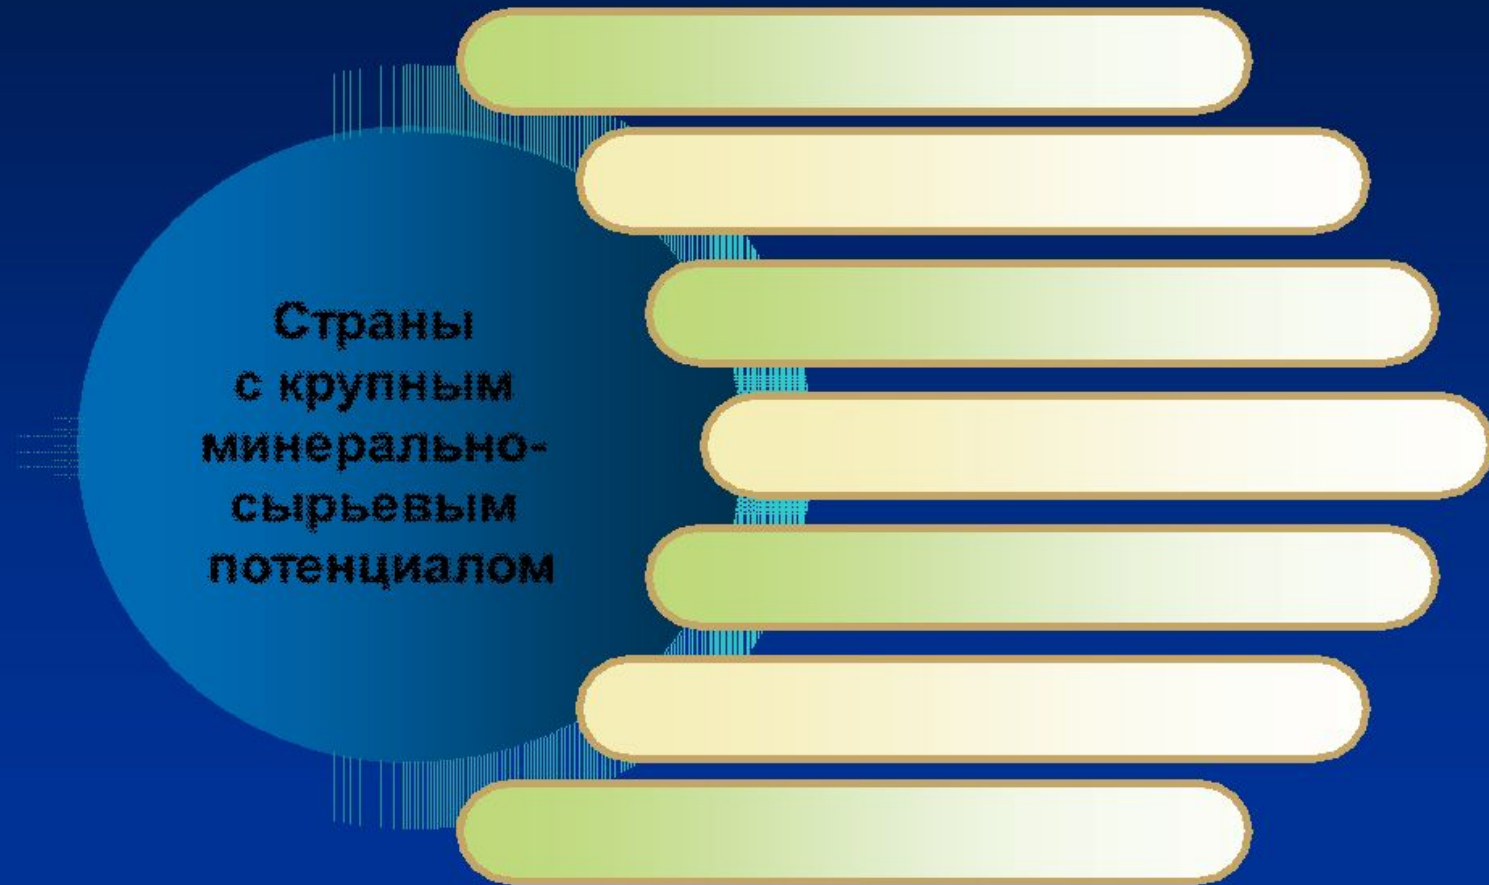 Страны
с крупным
минерально-
сырьевым
потенциалом